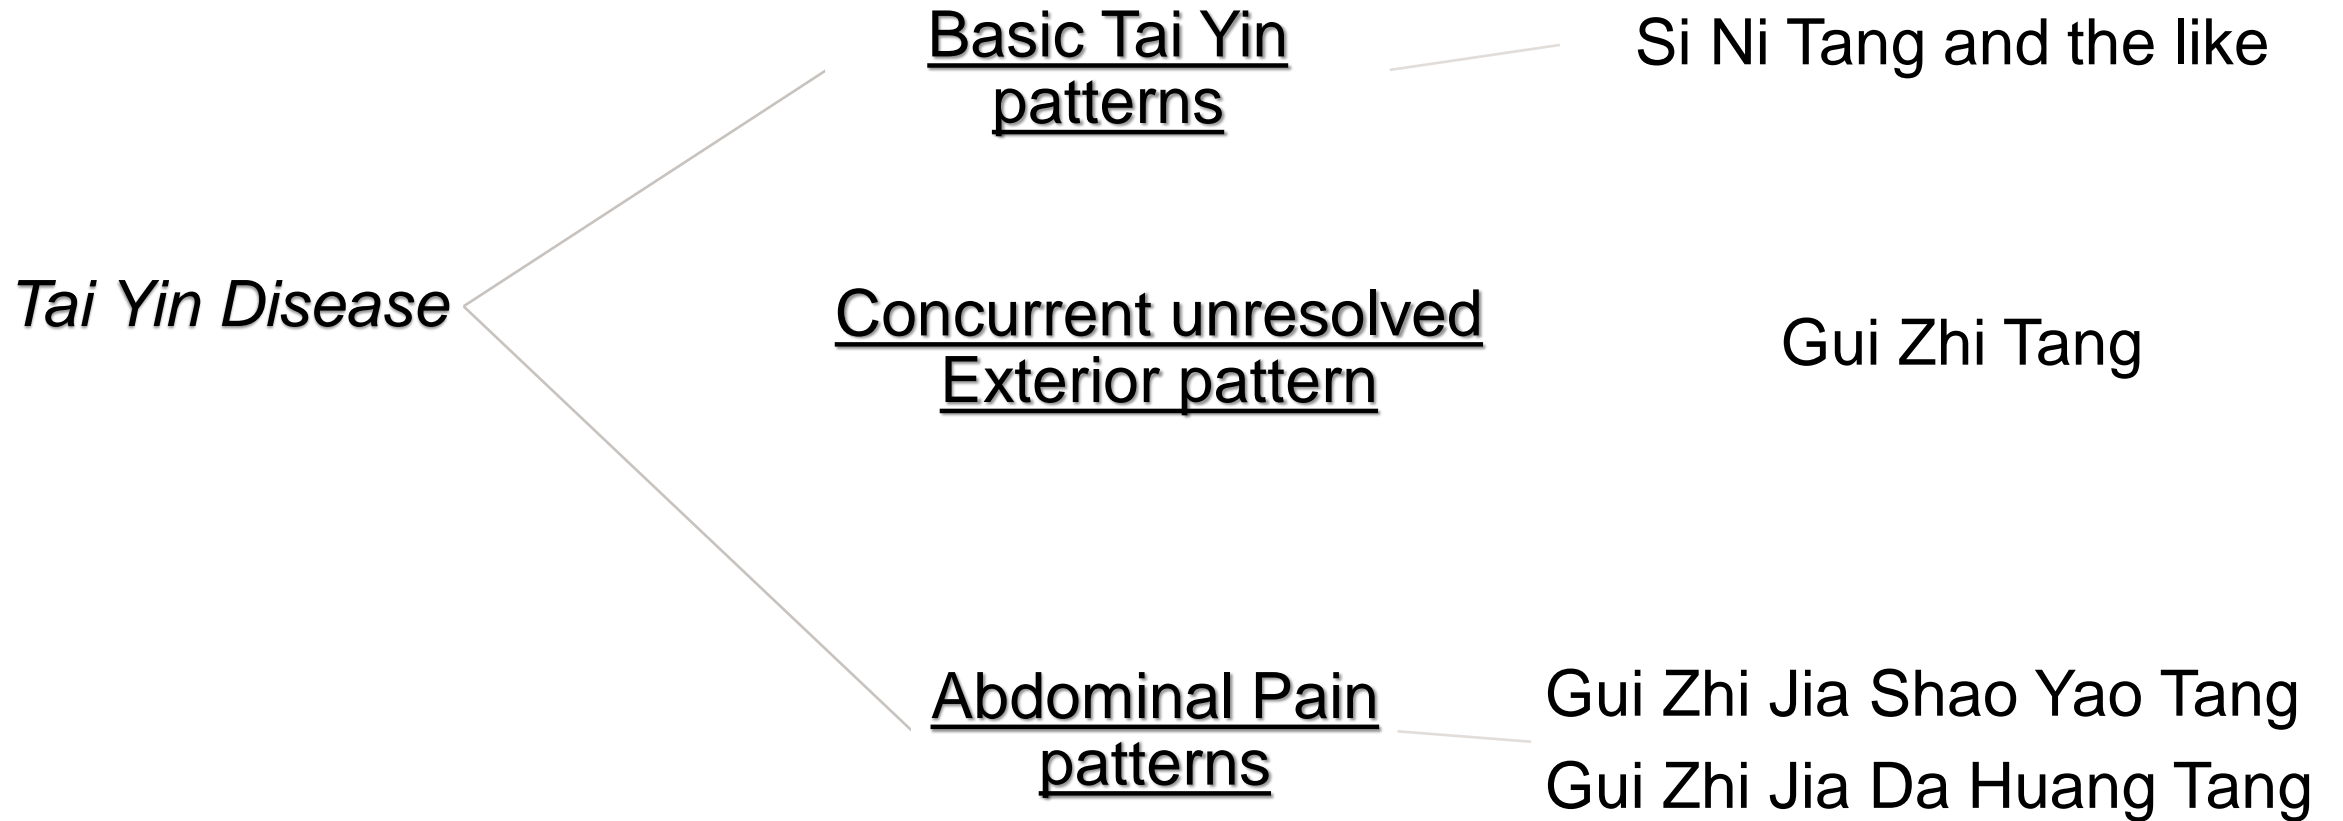 Basic Tai Yin
patterns
Si Ni Tang and the like
Tai Yin Disease
Concurrent unresolved
Exterior pattern
Gui Zhi Tang
Abdominal Pain
patterns
Gui Zhi Jia Shao Yao Tang
Gui Zhi Jia Da Huang Tang